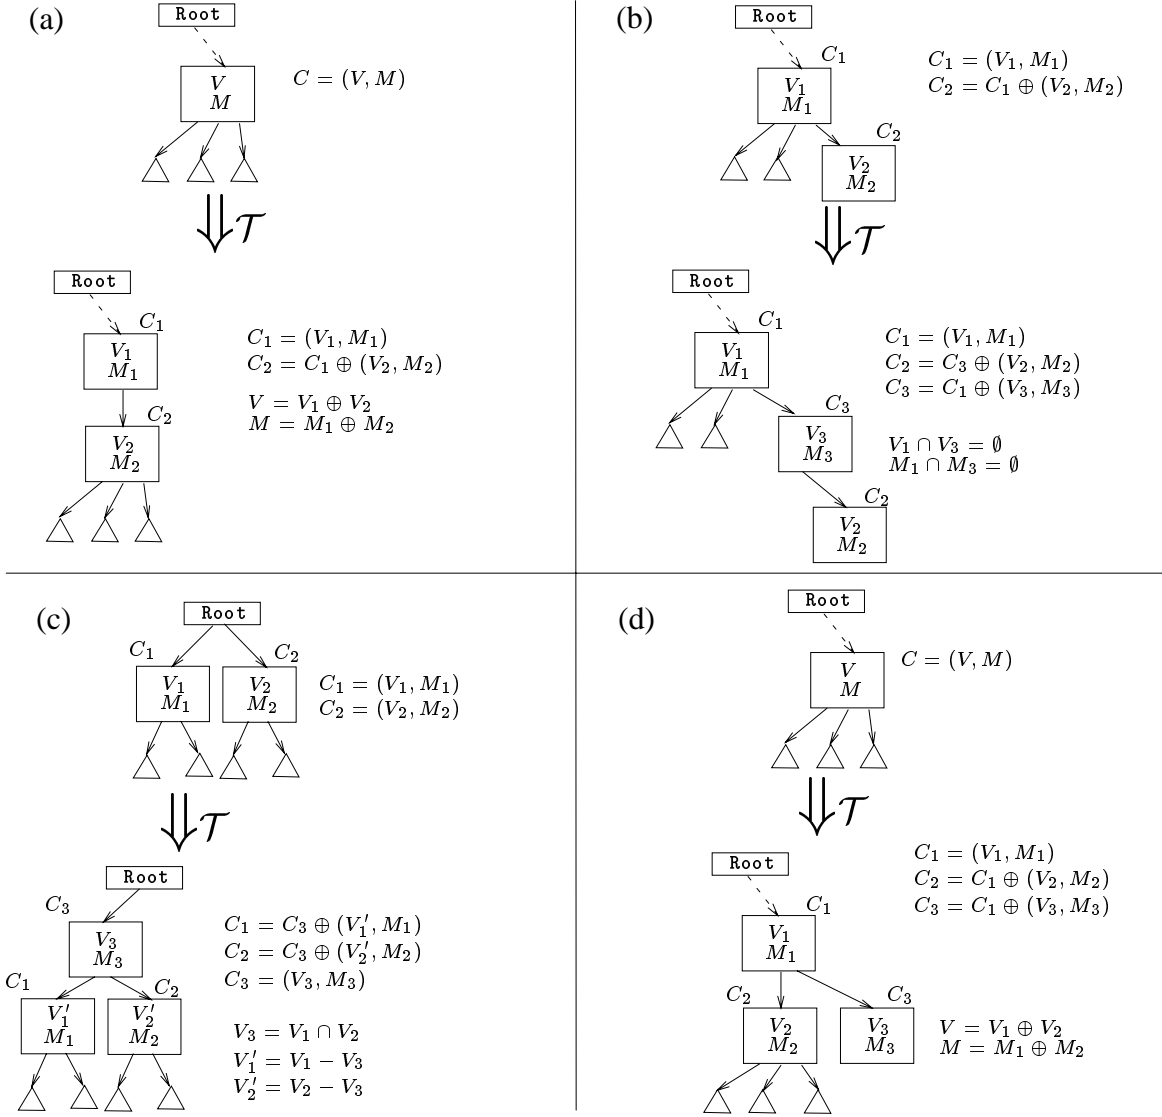 (a)
Root
V
M
C = (V, M)
𝒯
Root
C₁
V₁
M₁
C₂
V₂
M₂
C₁ = (V₁, M₁)
C₂ = C₁ ⊕ (V₂, M₂)
V = V₁ ⊕ V₂
M = M₁ ⊕ M₂
(b)
Root
C₁
V₁
M₁
C₂
V₂
M₂
C₁ = (V₁, M₁)
C₂ = C₁ ⊕ (V₂, M₂)
𝒯
Root
C₁
V₁
M₁
C₃
V₃
M₃
C₂
V₂
M₂
C₁ = (V₁, M₁)
C₂ = C₃ ⊕ (V₂, M₂)
C₃ = C₁ ⊕ (V₃, M₃)
V₁ ∩ V₃ = ∅
M₁ ∩ M₃ = ∅
(c)
Root
C₁
V₁
M₁
C₂
V₂
M₂
C₁ = (V₁, M₁)
C₂ = (V₂, M₂)
𝒯
Root
C₃
V₃
M₃
C₁
V₁′
M₁
C₂
V₂′
M₂
C₁ = C₃ ⊕ (V₁′, M₁)
C₂ = C₃ ⊕ (V₂′, M₂)
C₃ = (V₃, M₃)
V₃ = V₁ ∩ V₂
V₁′ = V₁ − V₃
V₂′ = V₂ − V₃
(d)
Root
V
M
C = (V, M)
𝒯
Root
C₁
V₁
M₁
C₂
V₂
M₂
C₃
V₃
M₃
C₁ = (V₁, M₁)
C₂ = C₁ ⊕ (V₂, M₂)
C₃ = C₁ ⊕ (V₃, M₃)
V = V₁ ⊕ V₂
M = M₁ ⊕ M₂